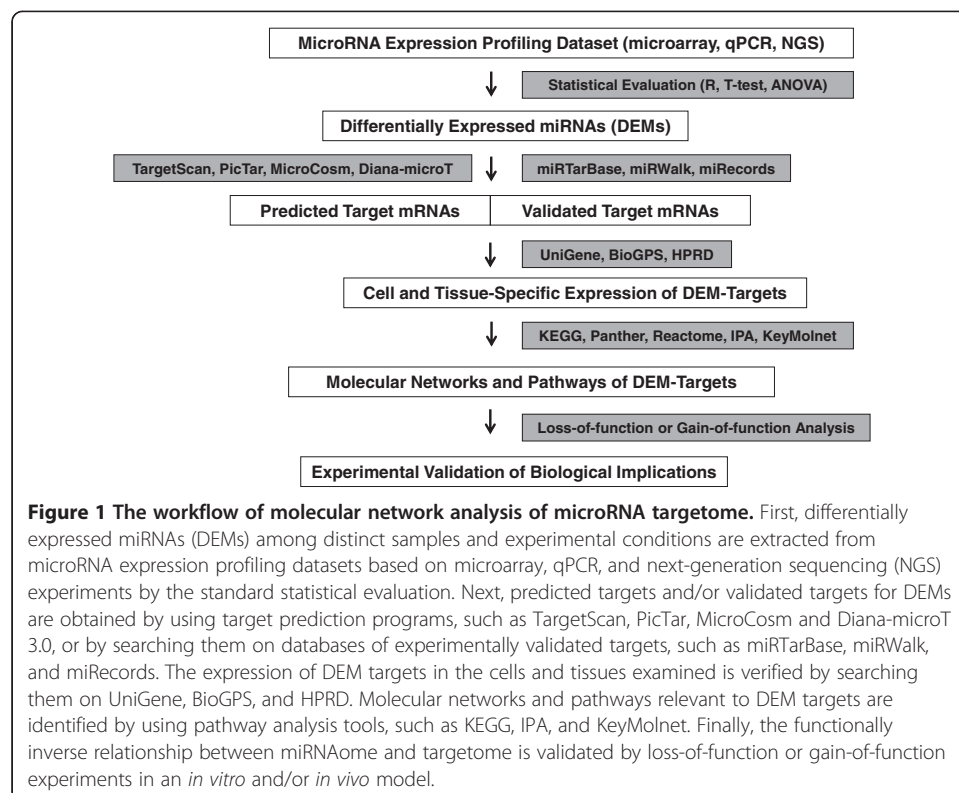 MicroRNA Expression Profiling Dataset (microarray, qPCR, NGS)
Statistical Evaluation (R, T-test, ANOVA)
Differentially Expressed miRNAs (DEMs)
TargetScan, PicTar, MicroCosm, Diana-microT
miRTarBase, miRWalk, miRecords
Predicted Target mRNAs
Validated Target mRNAs
UniGene, BioGPS, HPRD
Cell and Tissue-Specific Expression of DEM-Targets
KEGG, Panther, Reactome, IPA, KeyMolnet
Molecular Networks and Pathways of DEM-Targets
Loss-of-function or Gain-of-function Analysis
Experimental Validation of Biological Implications
Figure 1 The workflow of molecular network analysis of microRNA targetome. First, differentially
expressed miRNAs (DEMs) among distinct samples and experimental conditions are extracted from
microRNA expression profiling datasets based on microarray, qPCR, and next-generation sequencing (NGS)
experiments by the standard statistical evaluation. Next, predicted targets and/or validated targets for DEMs
are obtained by using target prediction programs, such as TargetScan, PicTar, MicroCosm and Diana-microT
3.0, or by searching them on databases of experimentally validated targets, such as miRTarBase, miRWalk,
and miRecords. The expression of DEM targets in the cells and tissues examined is verified by searching
them on UniGene, BioGPS, and HPRD. Molecular networks and pathways relevant to DEM targets are
identified by using pathway analysis tools, such as KEGG, IPA, and KeyMolnet. Finally, the functionally
inverse relationship between miRNAome and targetome is validated by loss-of-function or gain-of-function
experiments in an in vitro and/or in vivo model.